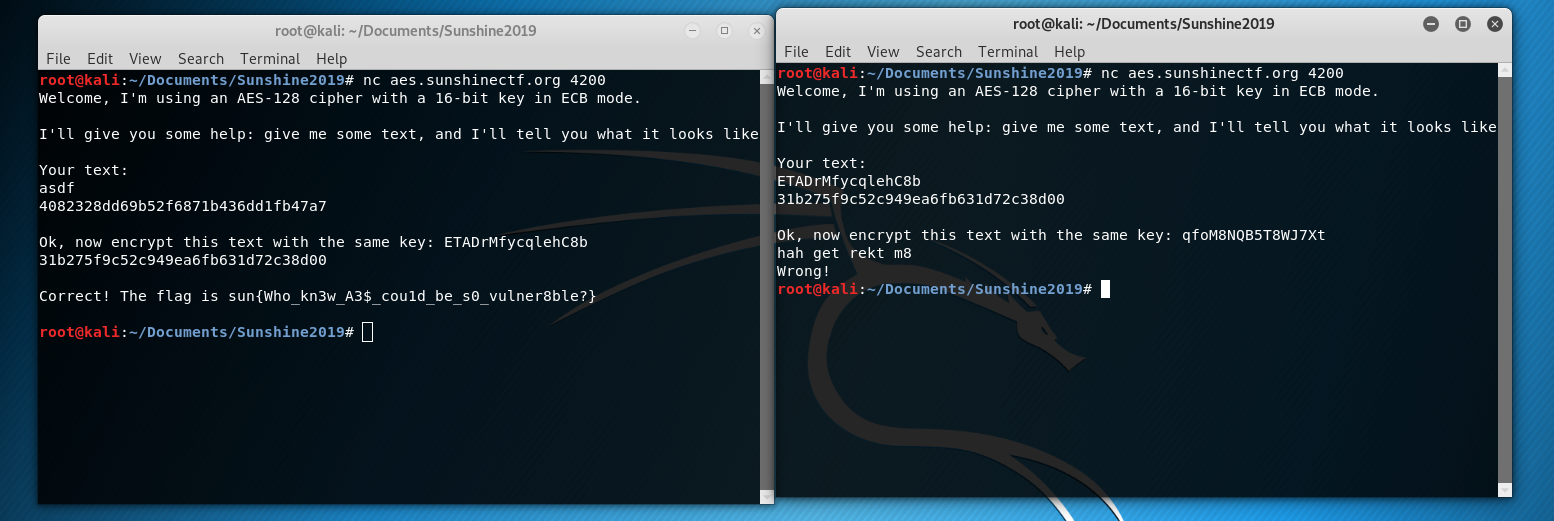 root@kali: ~/Documents/Sunshine2019
File Edit View Search Terminal Help
root@kali:~/Documents/Sunshine2019# nc aes.sunshinectf.org 4200
Welcome, I'm using an AES-128 cipher with a 16-bit key in ECB mode.
I'll give you some help: give me some text, and I'll tell you what it looks like
Your text:
asdf
4082328dd69b52f6871b436dd1fb47a7
Ok, now encrypt this text with the same key: ETADrMfycqlehC8b
31b275f9c52c949ea6fb631d72c38d00
Correct! The flag is sun{Who_kn3w_A3$_cou1d_be_s0_vulner8ble?}
root@kali:~/Documents/Sunshine2019#
root@kali: ~/Documents/Sunshine2019
File Edit View Search Terminal Help
root@kali:~/Documents/Sunshine2019# nc aes.sunshinectf.org 4200
Welcome, I'm using an AES-128 cipher with a 16-bit key in ECB mode.
I'll give you some help: give me some text, and I'll tell you what it looks like
Your text:
ETADrMfycqlehC8b
31b275f9c52c949ea6fb631d72c38d00
Ok, now encrypt this text with the same key: qfoM8NQB5T8WJ7Xt
hah get rekt m8
Wrong!
root@kali:~/Documents/Sunshine2019#